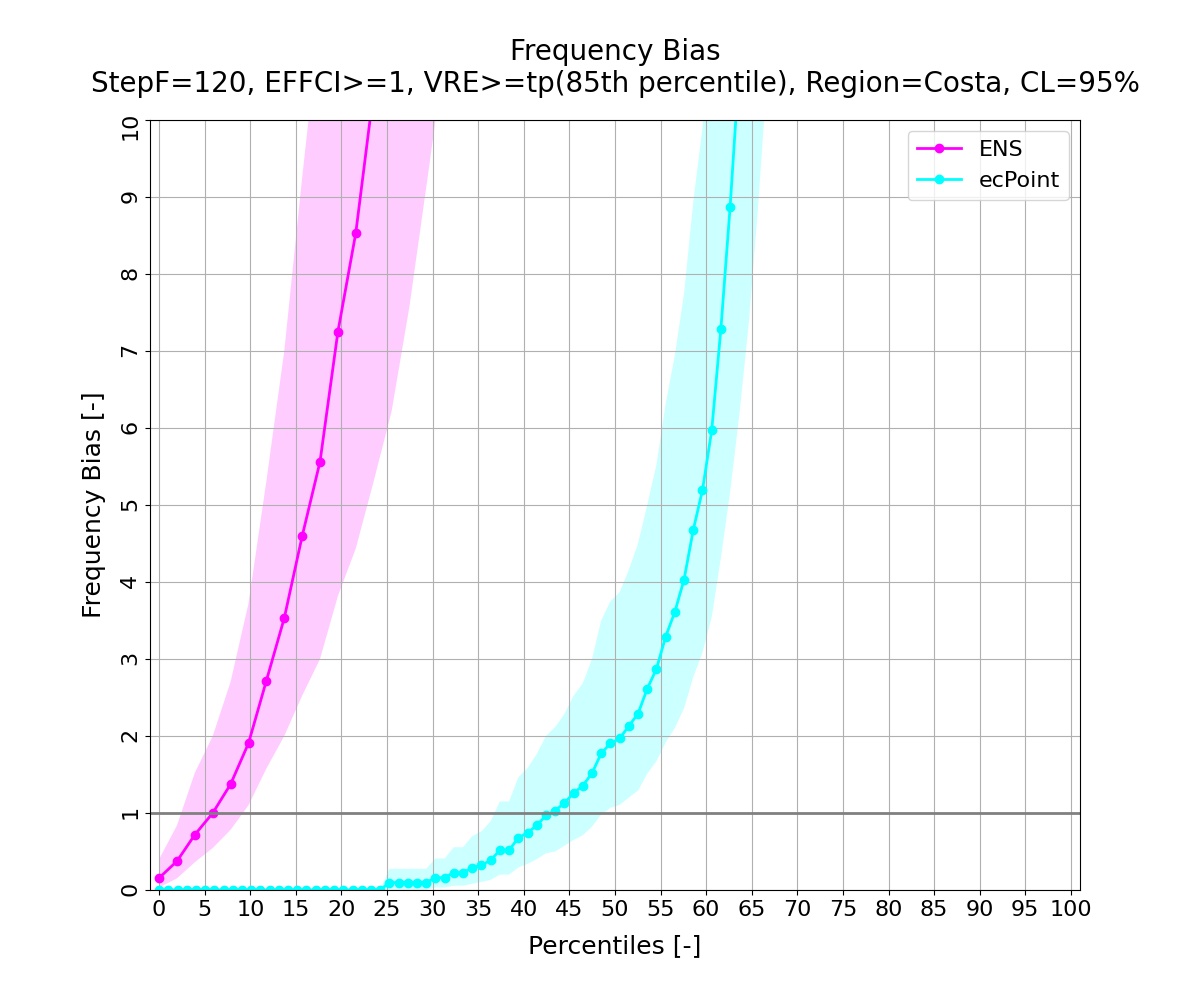 Frequency Bias
StepF=120, EFFCI>=1, VRE>=tp(85th percentile), Region=Costa, CL=95%
ENS
ecPoint
Frequency Bias [-]
10
9
8
7
6
5
4
3
2
1
0
0 5 10 15 20 25 30 35 40 45 50 55 60 65 70 75 80 85 90 95 100
Percentiles [-]